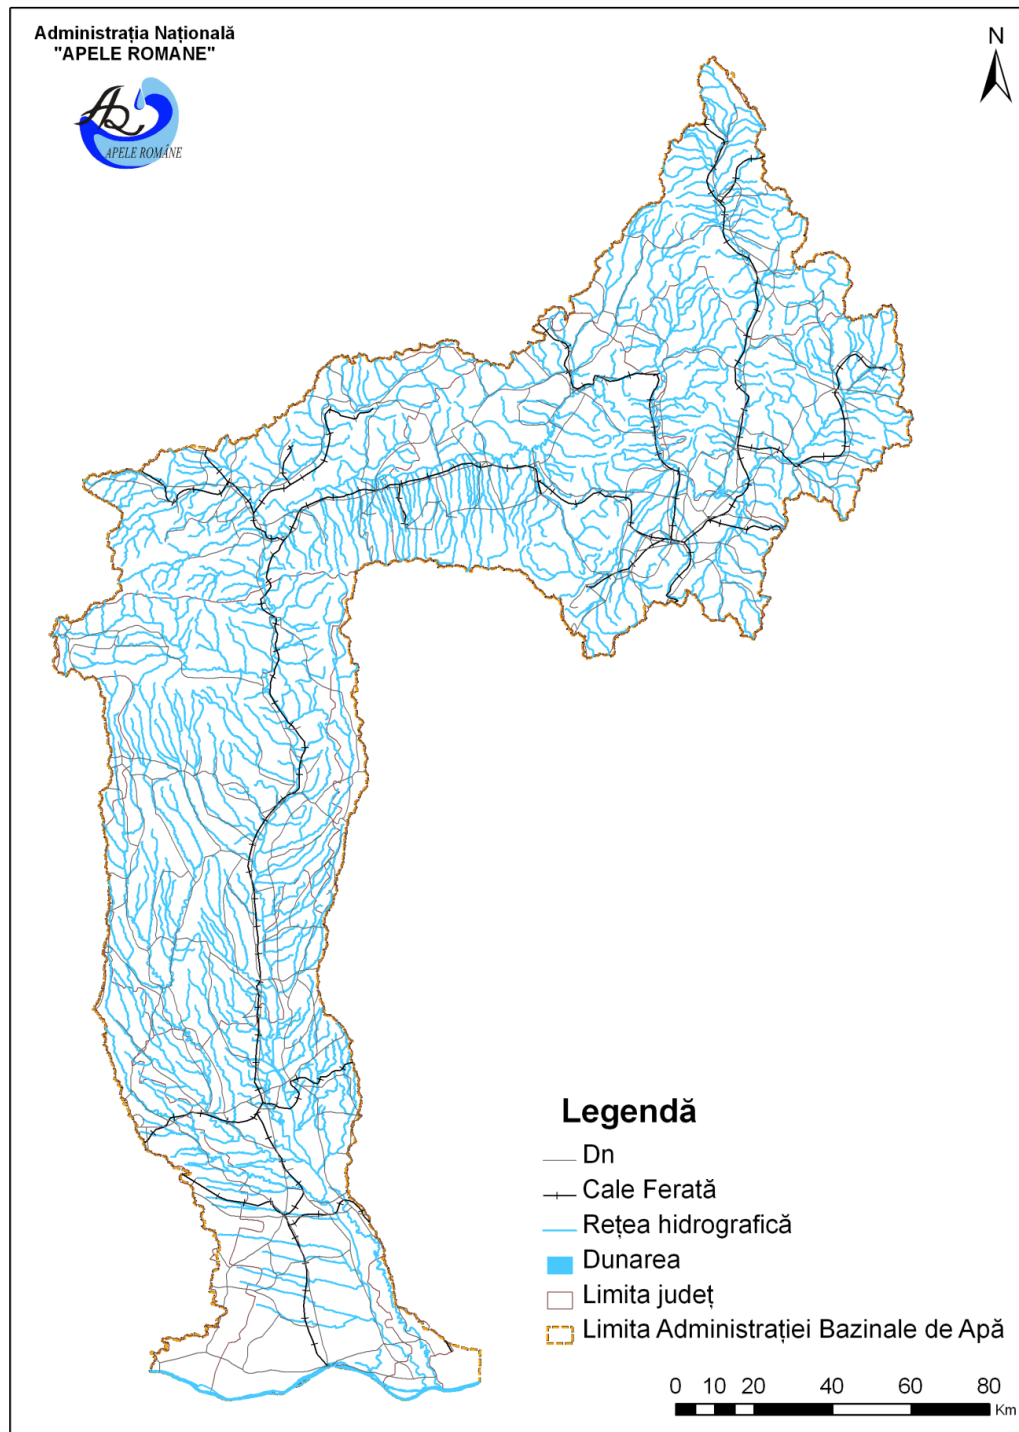 Administrația Națională
"APELE ROMANE"
APELE ROMÂNE
N
Legendă
Dn
Cale Ferată
Rețea hidrografică
Dunarea
Limita județ
Limita Administrației Bazinale de Apă
0 10 20 40 60 80
Km